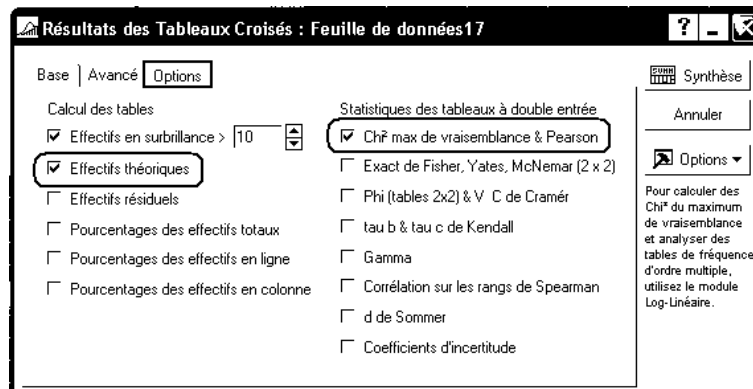 Résultats des Tableaux Croisés : Feuille de données17
Base
Avancé
Options
Calcul des tables
Effectifs en surbrillance >
10
Effectifs théoriques
Effectifs résiduels
Pourcentages des effectifs totaux
Pourcentages des effectifs en ligne
Pourcentages des effectifs en colonne
Statistiques des tableaux à double entrée
Chi² max de vraisemblance & Pearson
Exact de Fisher, Yates, McNemar (2 x 2)
Phi (tables 2x2) & V C de Cramér
tau b & tau c de Kendall
Gamma
Corrélation sur les rangs de Spearman
d de Sommer
Coefficients d'incertitude
Synthèse
Annuler
Options
Pour calculer des
Chi² du maximum
de vraisemblance
et analyser des
tables de fréquence
d'ordre multiple,
utilisez le module
Log-Linéaire.